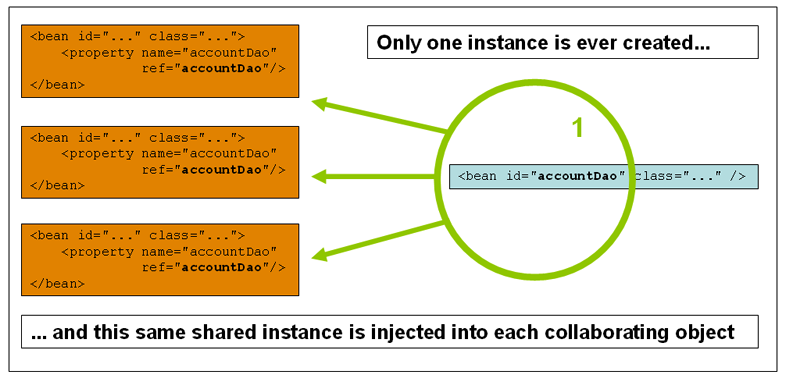 <bean id="..." class="...">
<property name="accountDao"
ref="accountDao"/>
</bean>
Only one instance is ever created...
1
<bean id="..." class="...">
<property name="accountDao"
ref="accountDao"/>
</bean>
<bean id="accountDao" class="..." />
<bean id="..." class="...">
<property name="accountDao"
ref="accountDao"/>
</bean>
... and this same shared instance is injected into each collaborating object